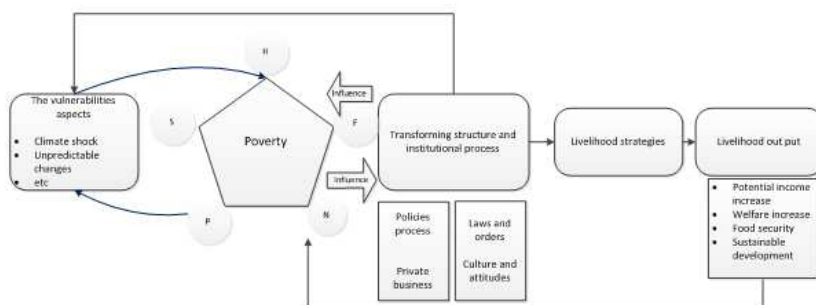 H
The vulnerabilities
aspects
Climate shock
Unpredictable
changes
etc
S
Poverty
F
P
N
Influence
Influence
Transforming structure and
institutional process
Livelihood strategies
Livelihood out put
Policies
process
Private
business
Laws and
orders
Culture and
attitudes
Potential income
increase
Welfare increase
Food security
Sustainable
development